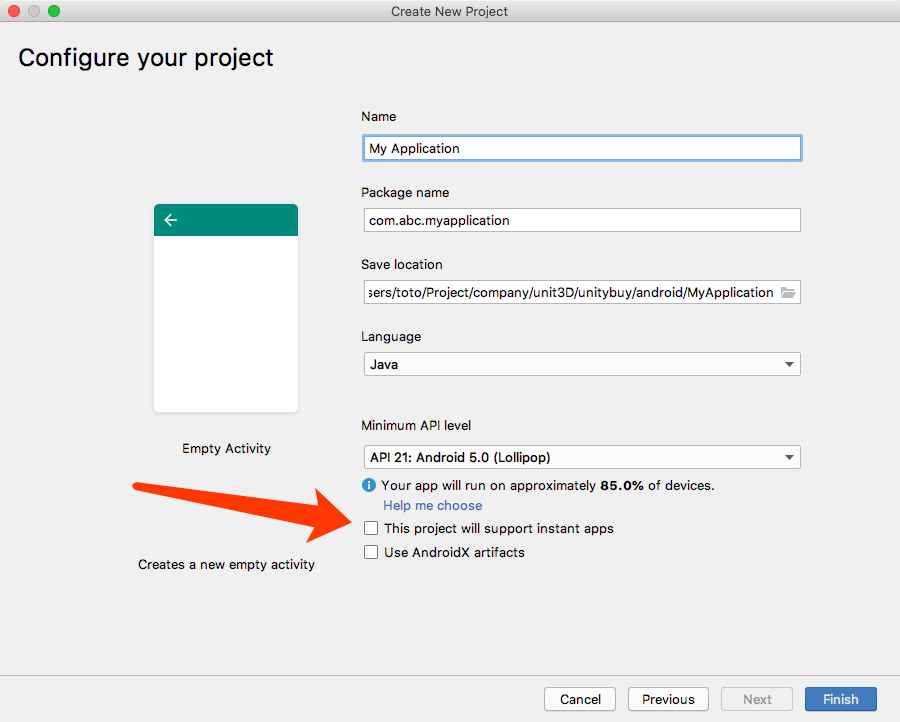 Create New Project
Configure your project
Name
My Application
Package name
com.abc.myapplication
Save location
sers/toto/Project/company/unit3D/unitybuy/android/MyApplication
Language
Java
Minimum API level
API 21: Android 5.0 (Lollipop)
Empty Activity
Your app will run on approximately 85.0% of devices.
Help me choose
This project will support instant apps
Use AndroidX artifacts
Creates a new empty activity
Cancel
Previous
Next
Finish